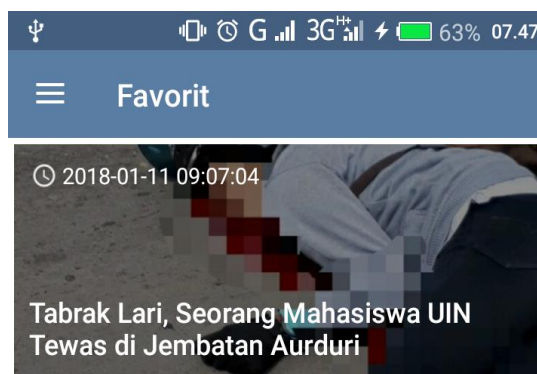 G 3G H+ 63% 07.47
Favorit
2018-01-11 09:07:04
Tabrak Lari, Seorang Mahasiswa UIN
Tewas di Jembatan Aurduri